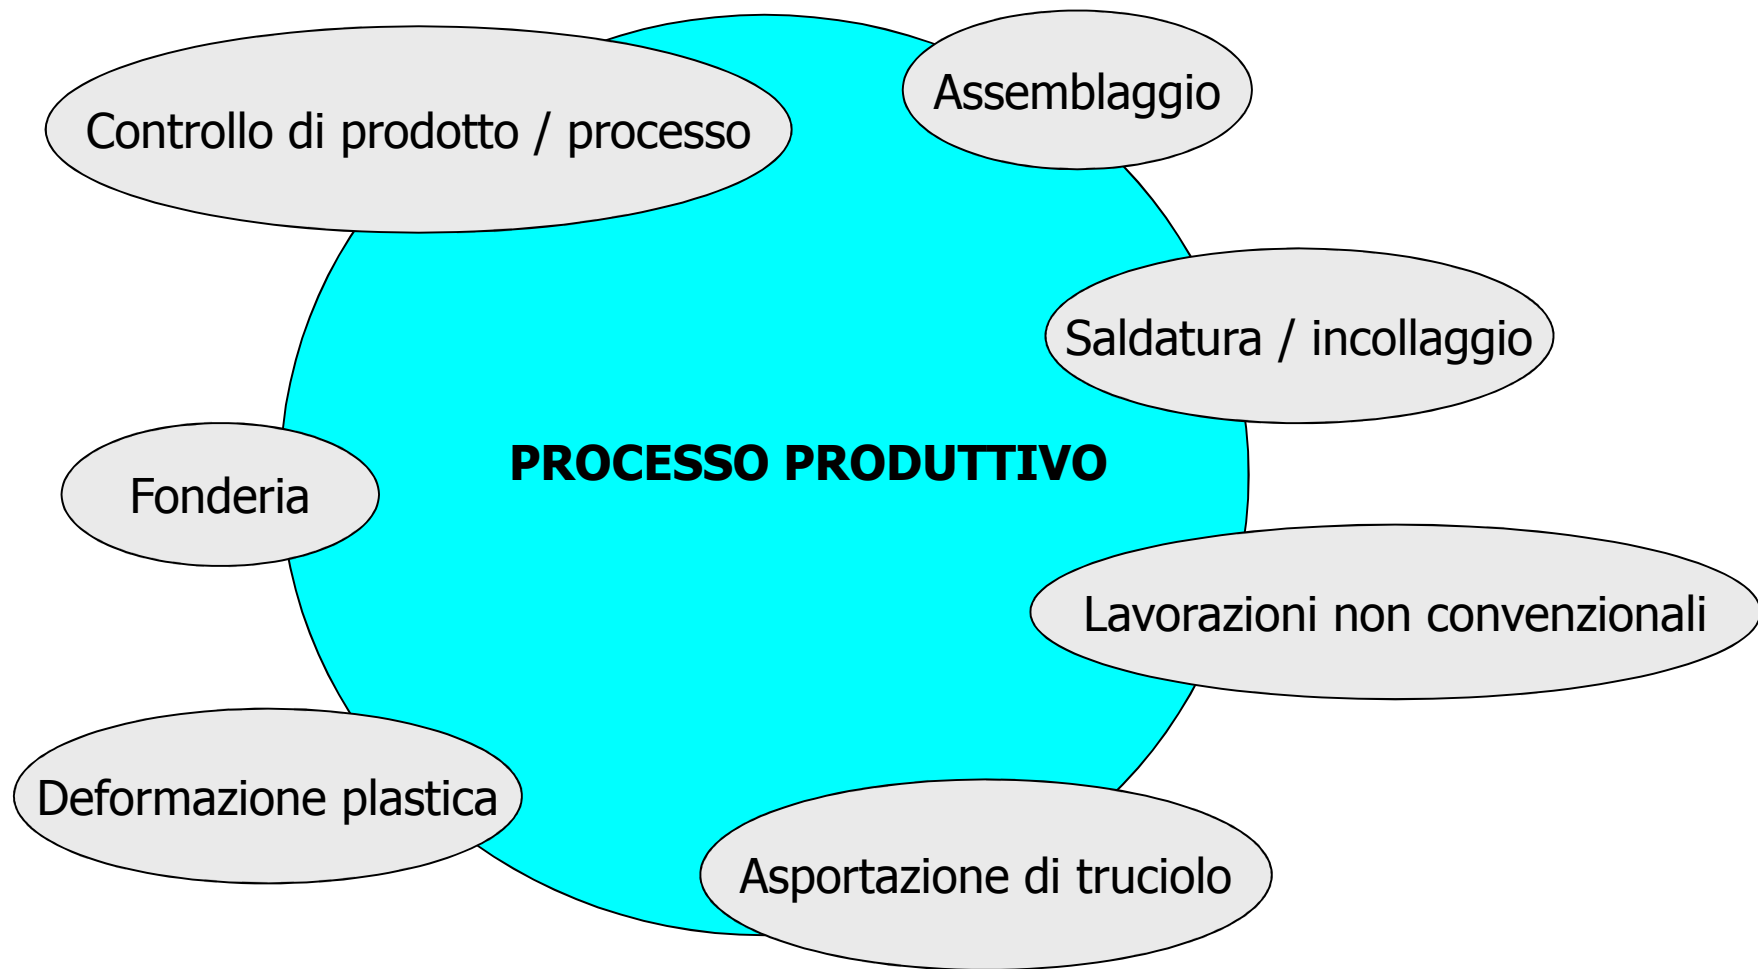 Assemblaggio
Controllo di prodotto / processo
Saldatura / incollaggio
PROCESSO PRODUTTIVO
Fonderia
Lavorazioni non convenzionali
Deformazione plastica
Asportazione di truciolo